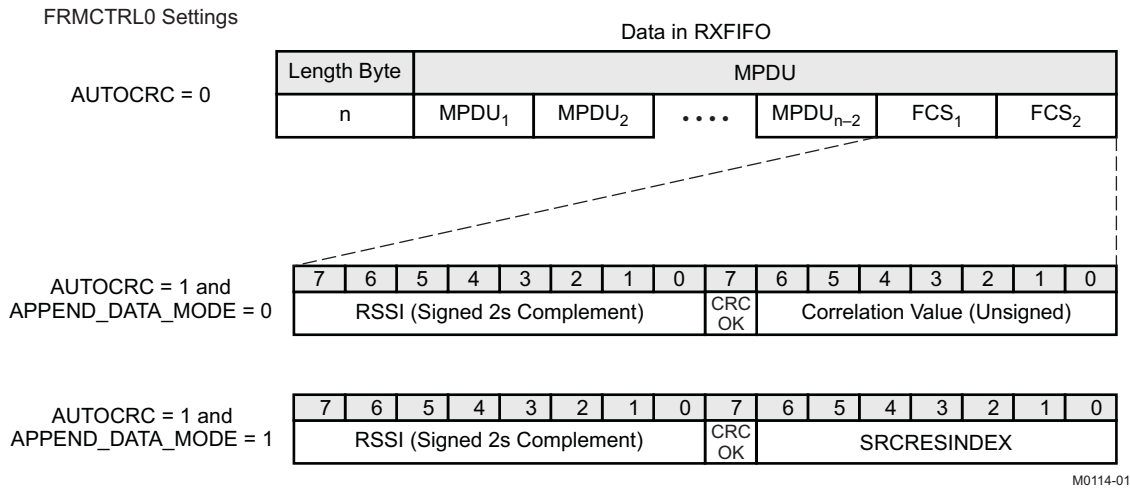 FRMCTRL0 Settings
Data in RXFIFO
Length Byte MPDU
AUTOCRC = 0
n MPDU1 MPDU2 •••• MPDUn–2 FCS1 FCS2
7 6 5 4 3 2 1 0 7 6 5 4 3 2 1 0
AUTOCRC = 1 and
APPEND_DATA_MODE = 0
RSSI (Signed 2s Complement) CRC OK Correlation Value (Unsigned)
7 6 5 4 3 2 1 0 7 6 5 4 3 2 1 0
AUTOCRC = 1 and
APPEND_DATA_MODE = 1
RSSI (Signed 2s Complement) CRC OK SRCRESINDEX
M0114-01